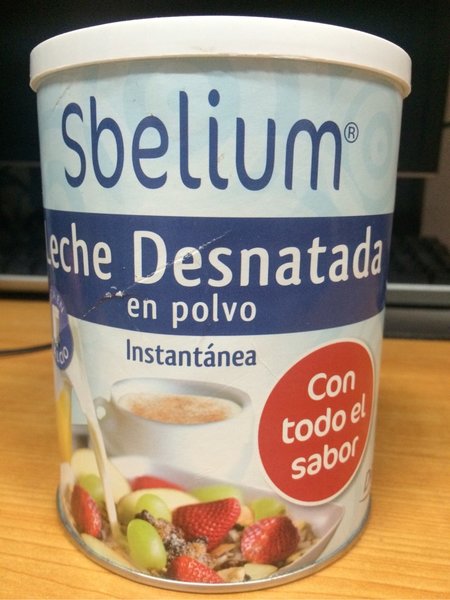 Sbelium®
Leche Desnatada
en polvo
Instantánea
Con
todo el
sabor